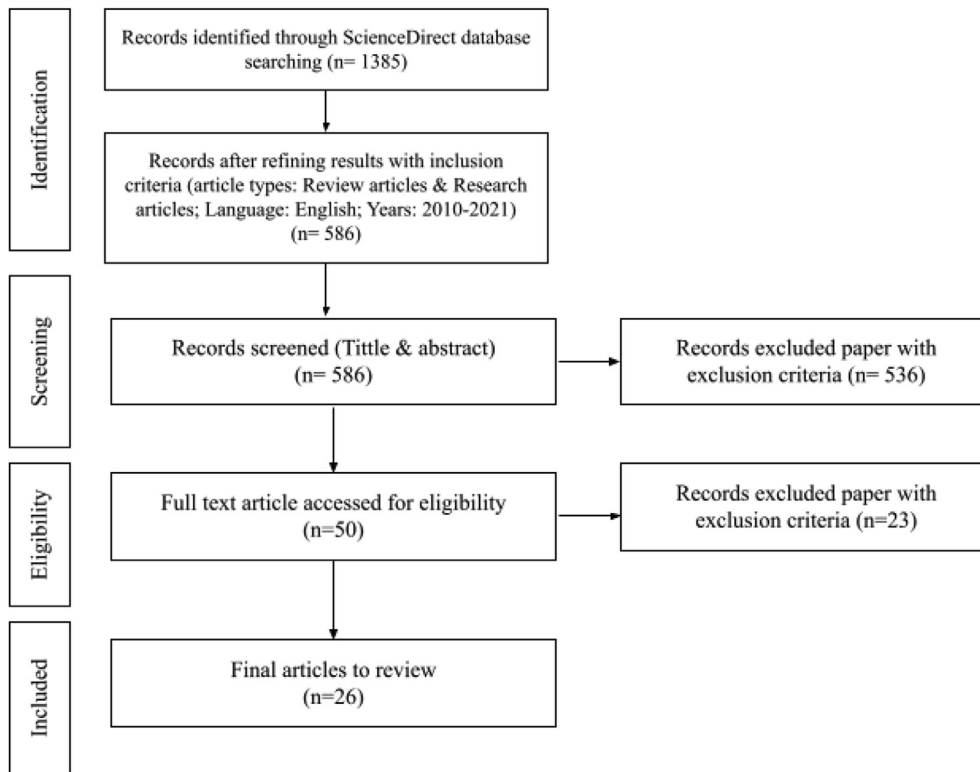 Identification
Records identified through ScienceDirect database
searching (n= 1385)
Records after refining results with inclusion
criteria (article types: Review articles & Research
articles; Language: English; Years: 2010-2021)
(n= 586)
Screening
Records screened (Tittle & abstract)
(n= 586)
Records excluded paper with
exclusion criteria (n= 536)
Eligibility
Full text article accessed for eligibility
(n=50)
Records excluded paper with
exclusion criteria (n=23)
Included
Final articles to review
(n=26)